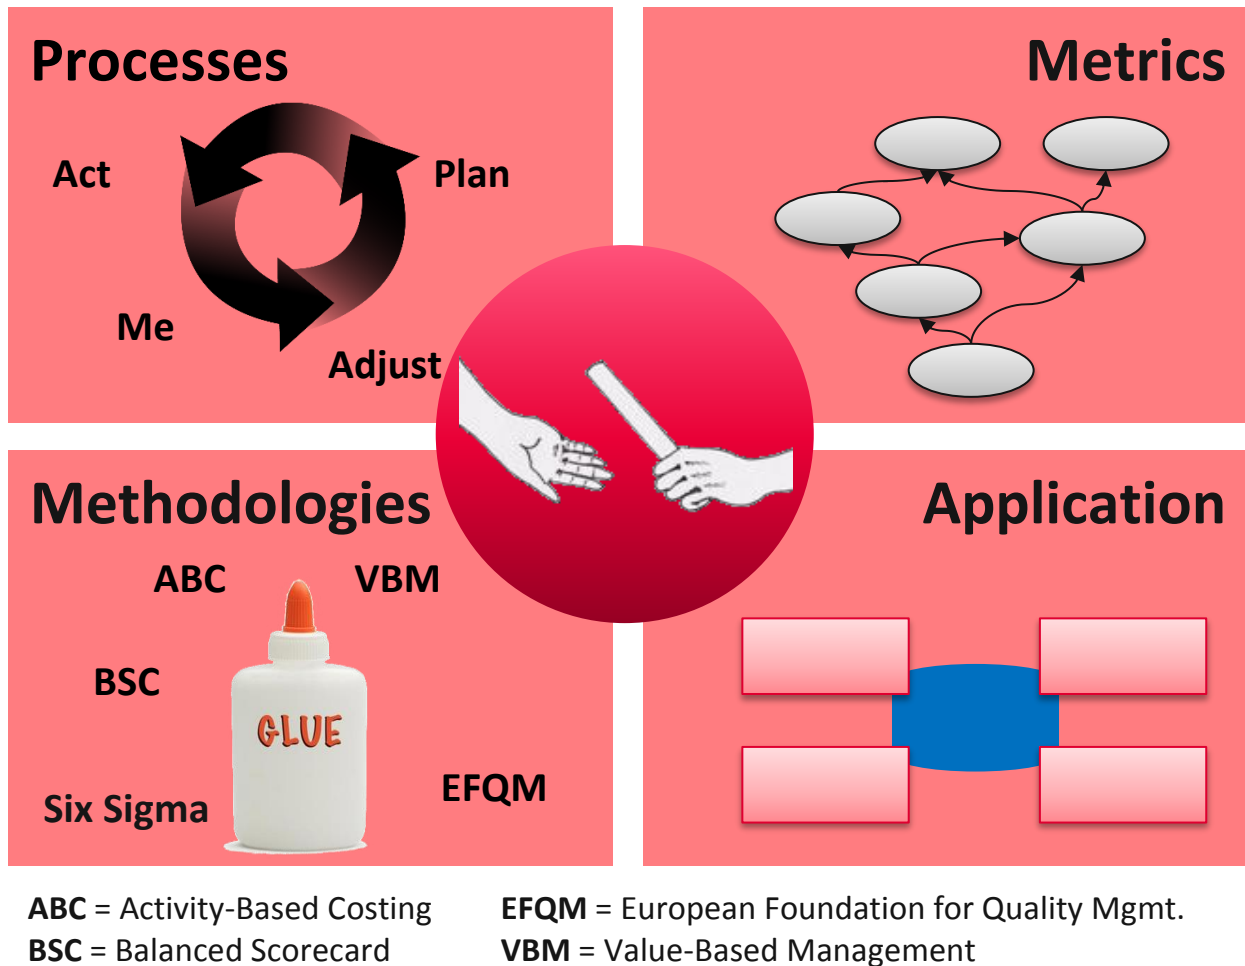 Processes
Metrics
Act
Plan
Me
Adjust
Methodologies
Application
ABC
VBM
BSC
GLUE
EFQM
Six Sigma
ABC = Activity-Based Costing
EFQM = European Foundation for Quality Mgmt.
BSC = Balanced Scorecard
VBM = Value-Based Management